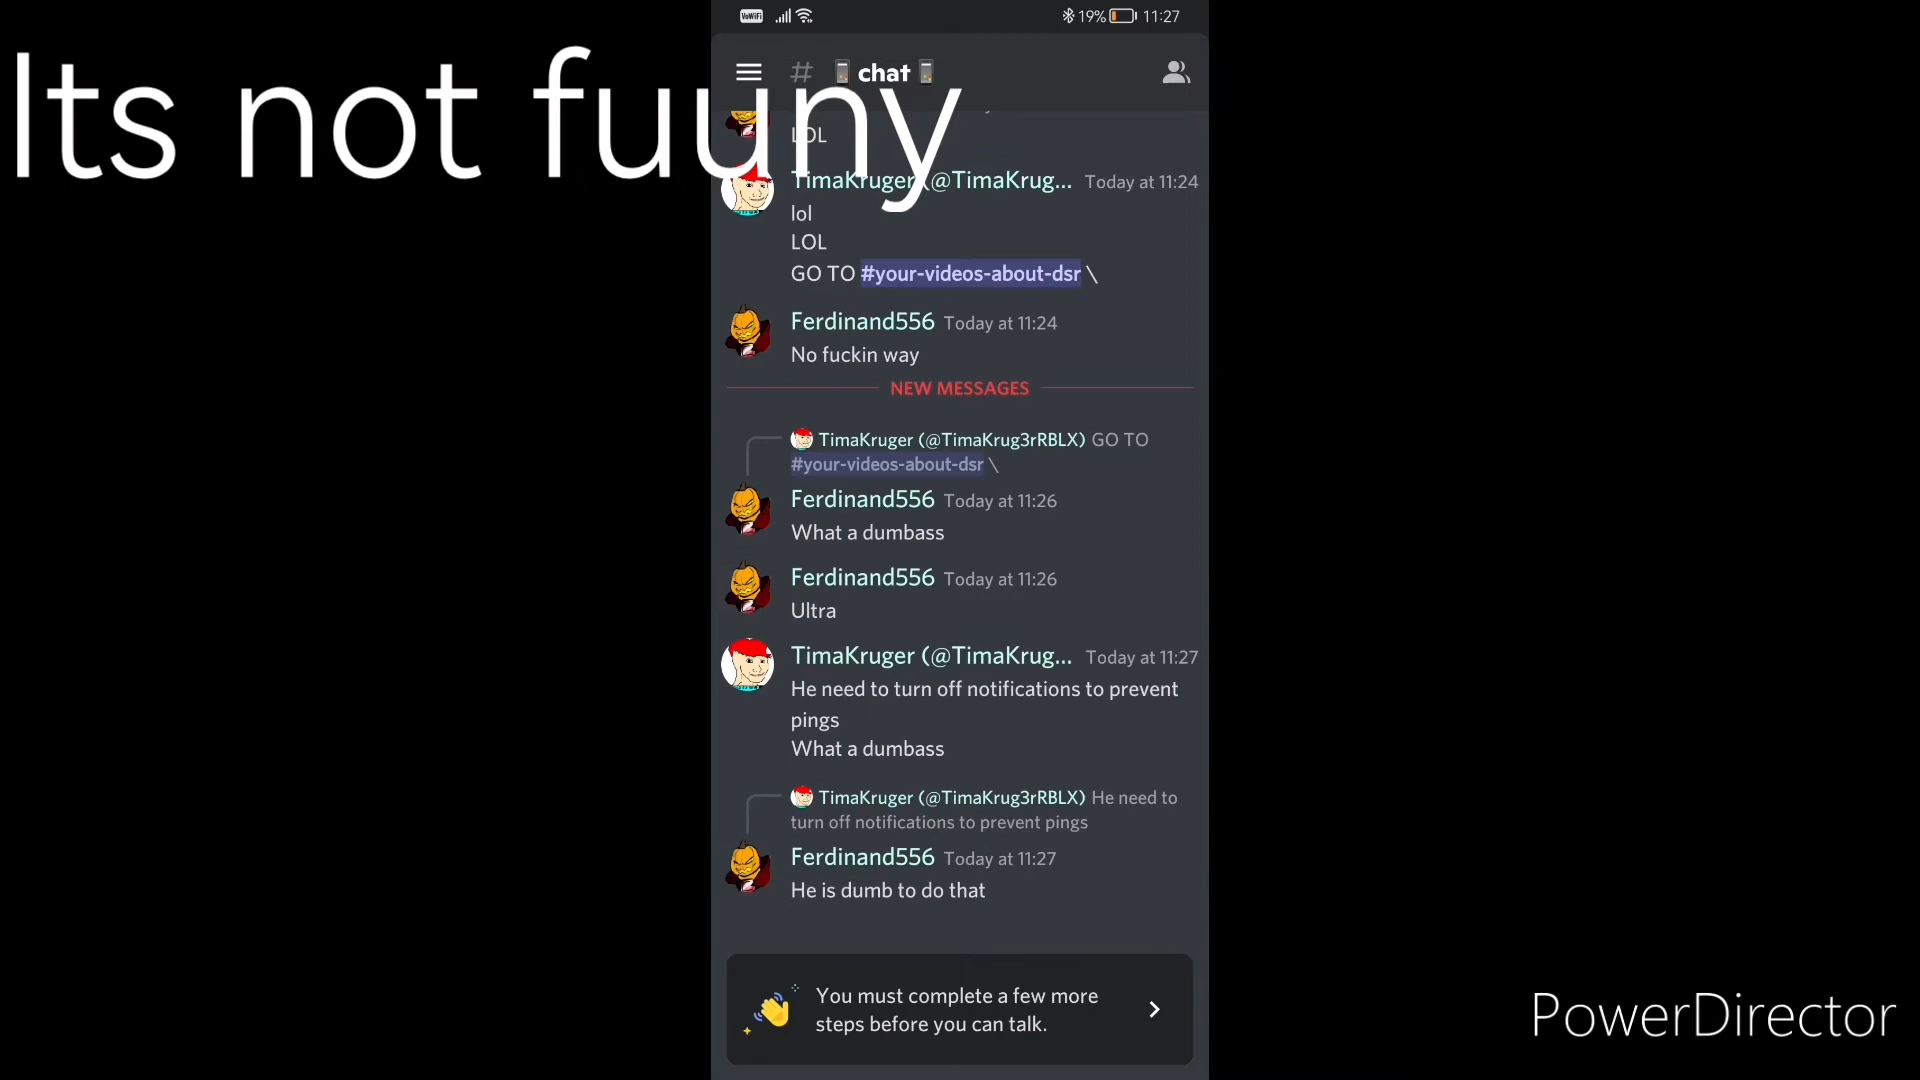 VoWiFi 19% 11:27
Its not fuuny
# chat
LOL
TimaKruger (@TimaKrug... Today at 11:24
lol
LOL
GO TO #your-videos-about-dsr \
Ferdinand556 Today at 11:24
No fuckin way
NEW MESSAGES
TimaKruger (@TimaKrug3rRBLX) GO TO
#your-videos-about-dsr \
Ferdinand556 Today at 11:26
What a dumbass
Ferdinand556 Today at 11:26
Ultra
TimaKruger (@TimaKrug... Today at 11:27
He need to turn off notifications to prevent
pings
What a dumbass
TimaKruger (@TimaKrug3rRBLX) He need to
turn off notifications to prevent pings
Ferdinand556 Today at 11:27
He is dumb to do that
You must complete a few more
steps before you can talk.
PowerDirector